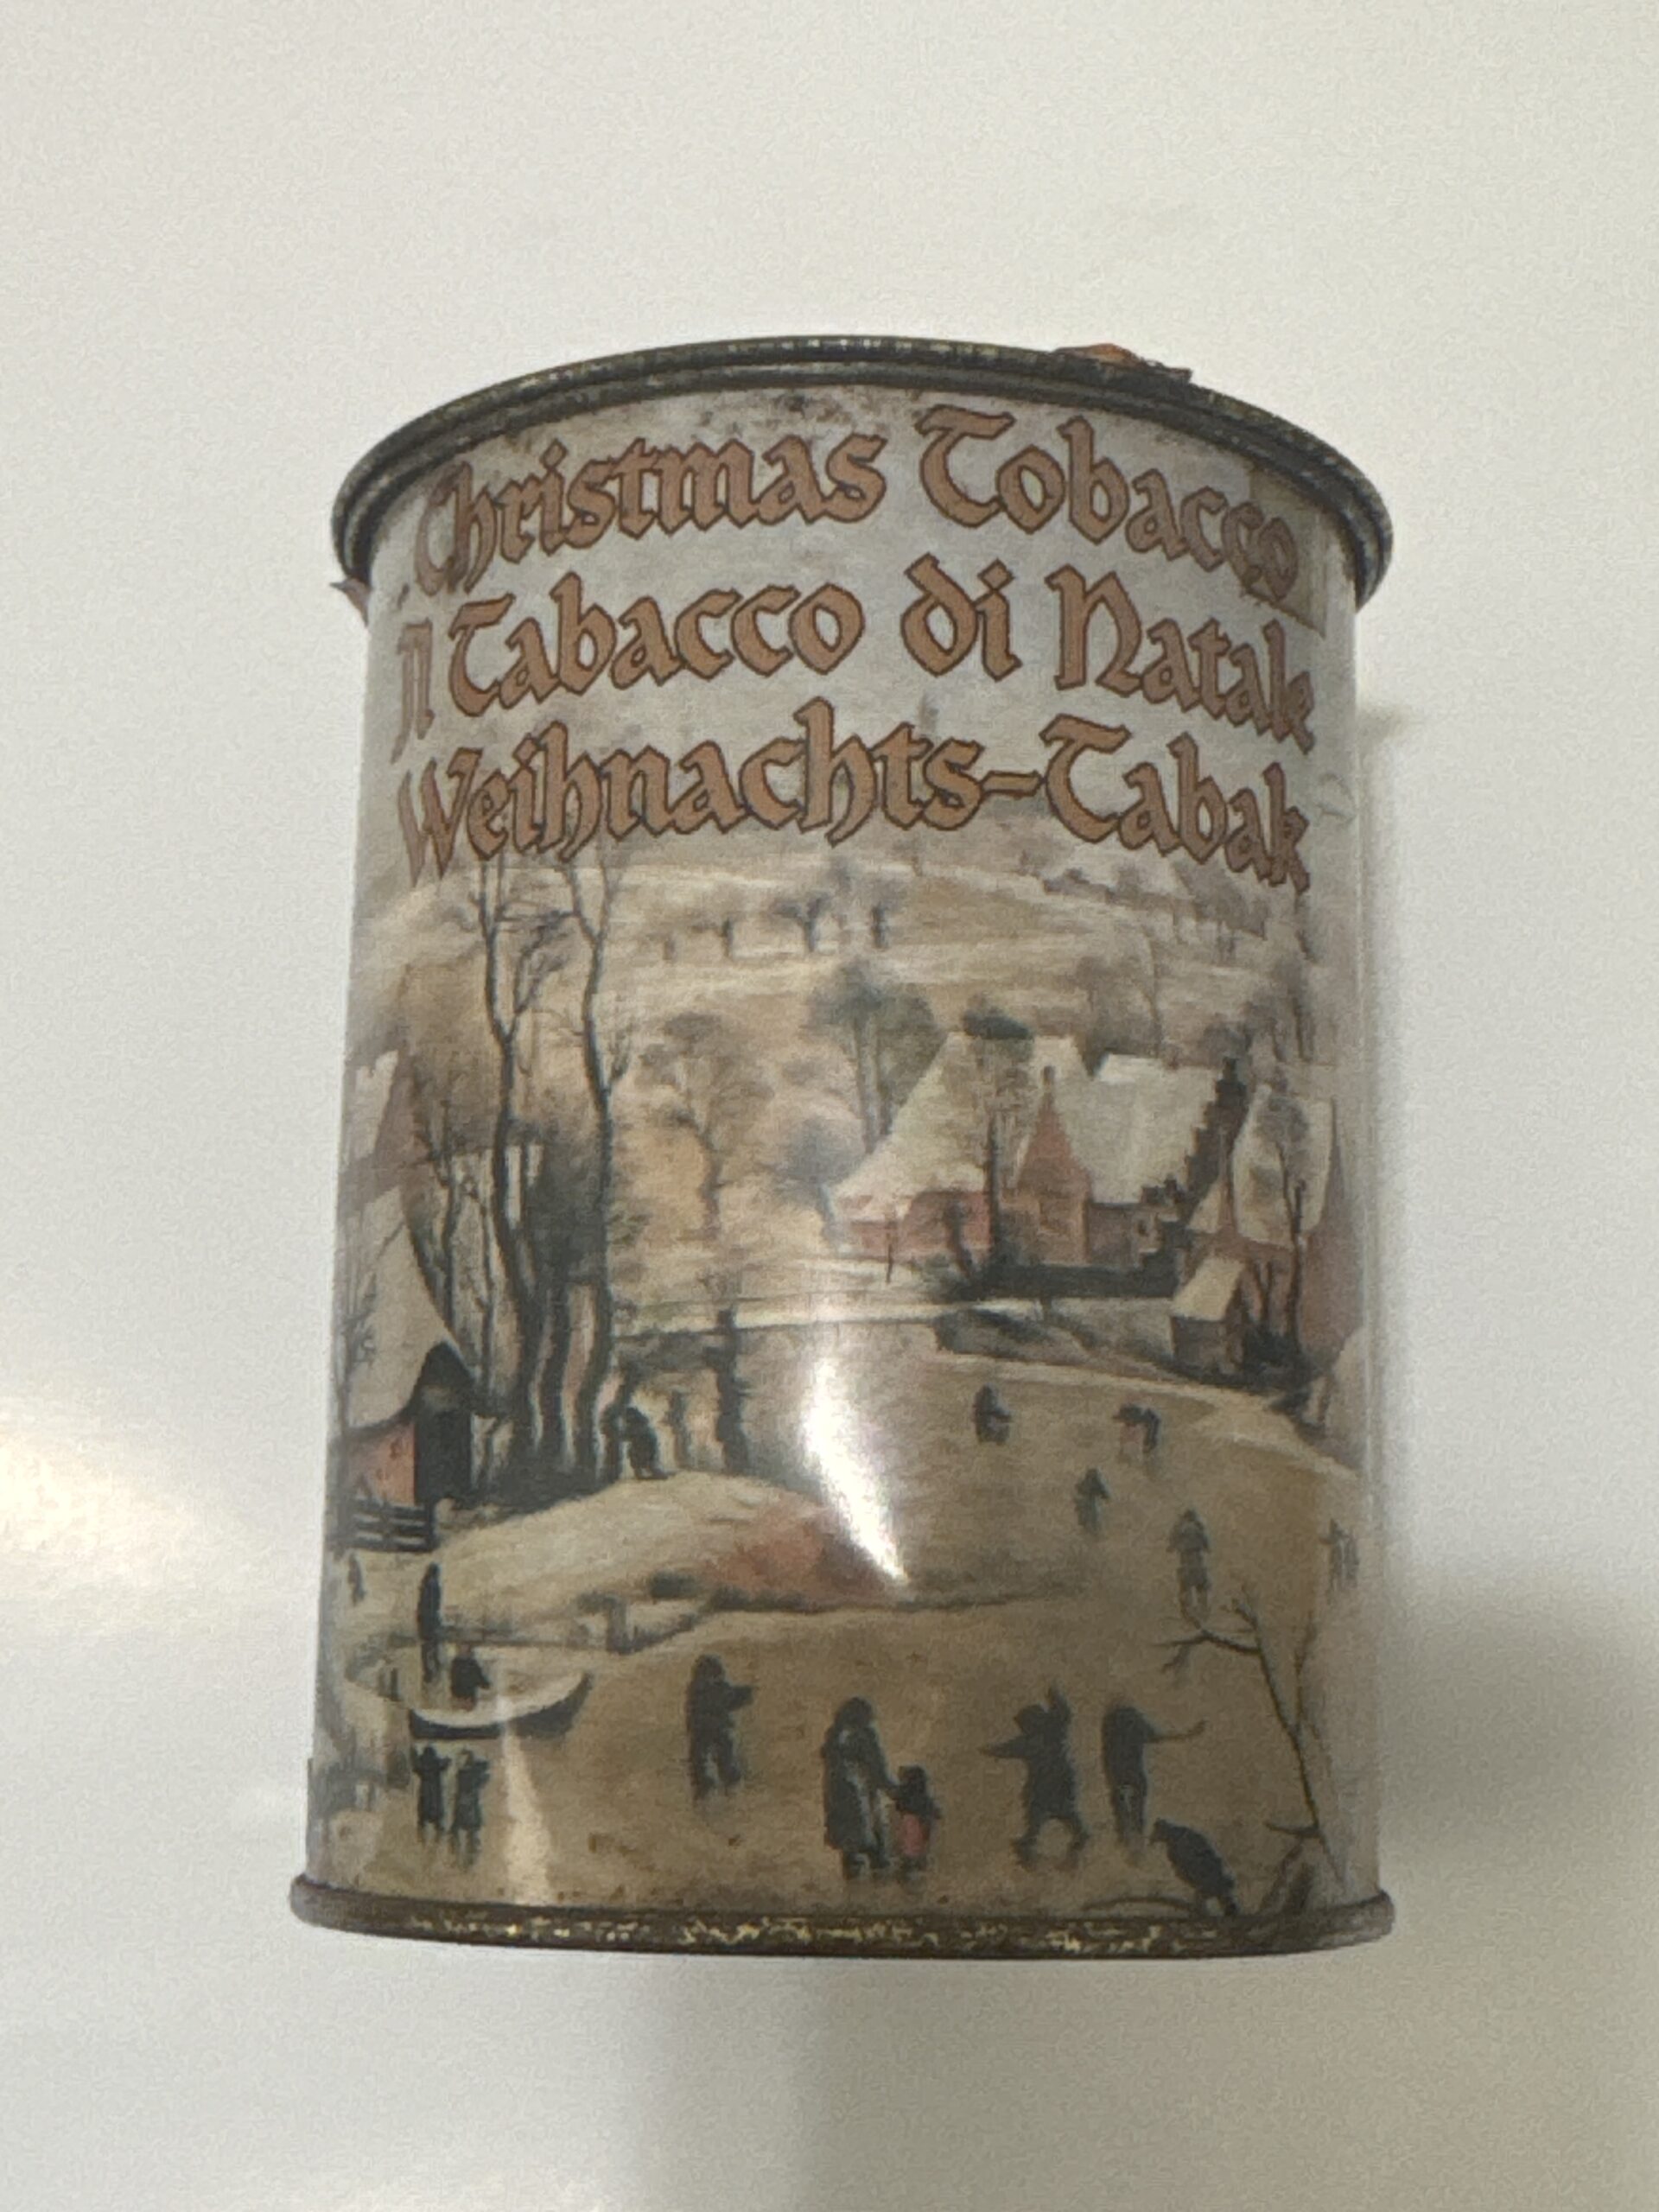 Christmas Tobacco
Il Tabacco di Natale
Weihnachts-Tabak